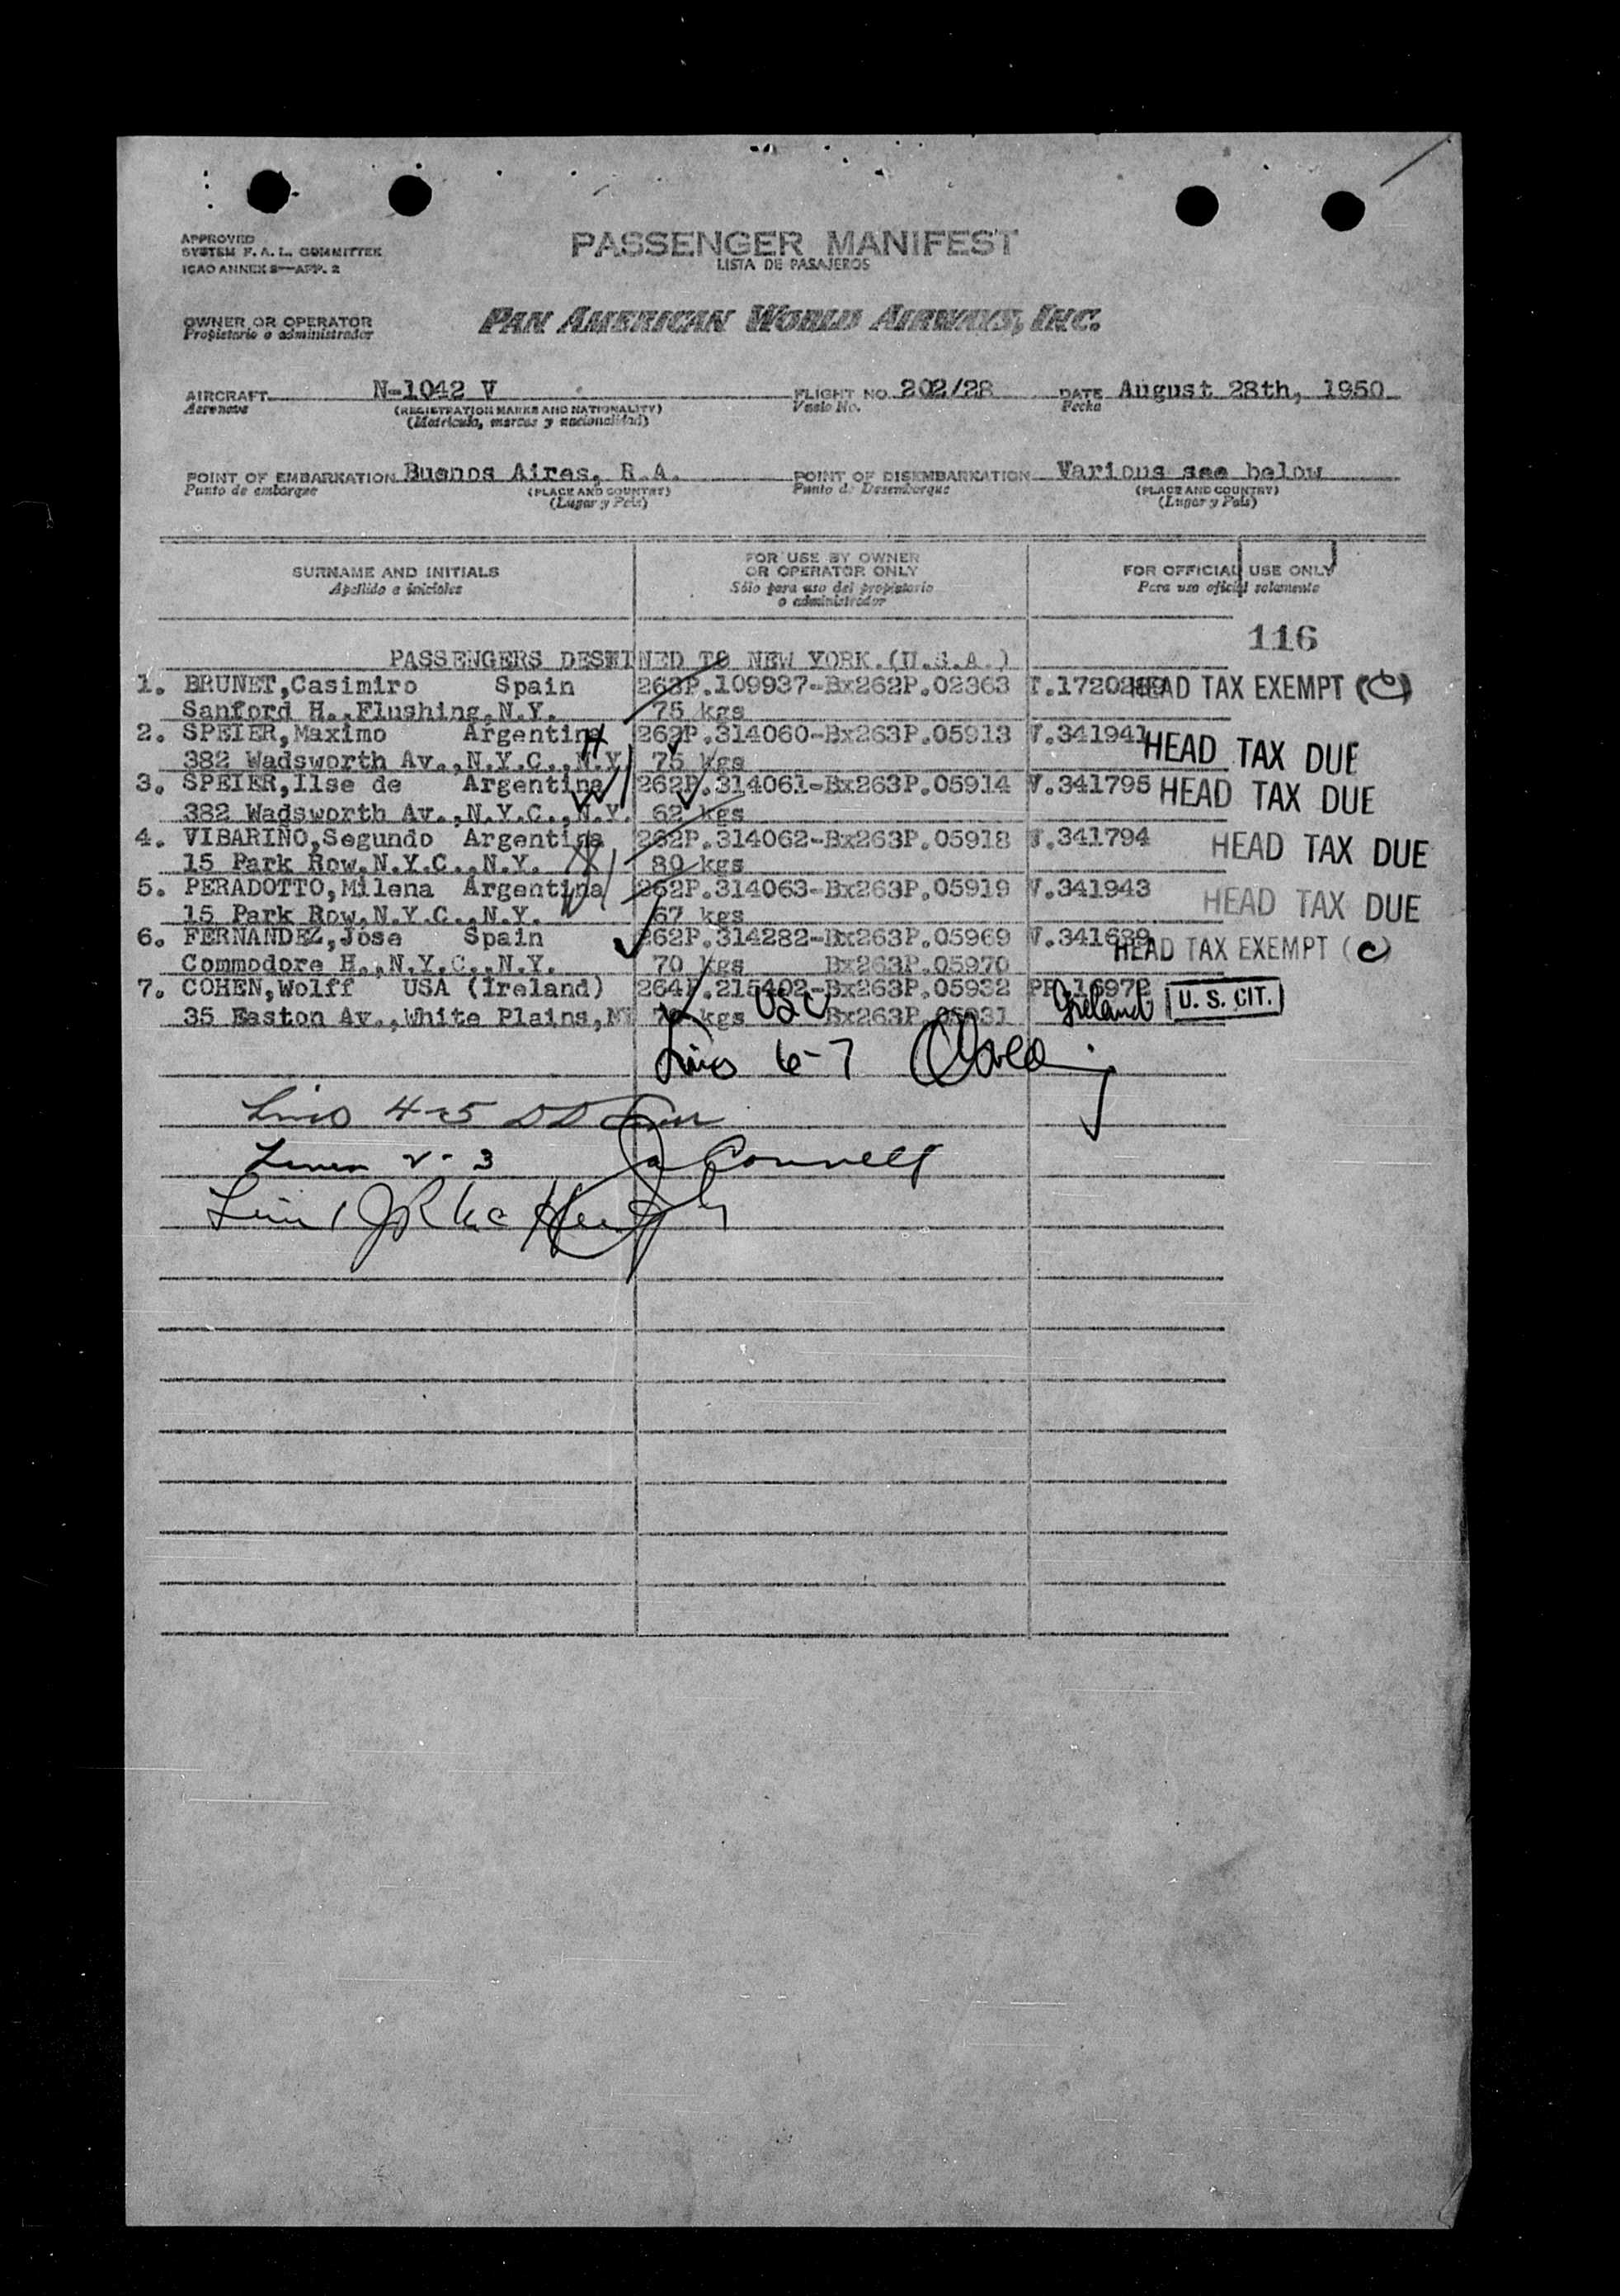 APPROVED
SYSTEM F. A. L. COMMITTEE
ICAO ANNEX 9—APP. 2
PASSENGER MANIFEST
LISTA DE PASAJEROS
OWNER OR OPERATOR
Propietario o administrador
PAN AMERICAN WORLD AIRWAYS, INC.
AIRCRAFT N-1042 V FLIGHT NO. 202/28 DATE August 28th, 1950
Aeronave (REGISTRATION MARKS AND NATIONALITY) Vuelo No. Fecha
(Matricula, marcas y nacionalidad)
POINT OF EMBARKATION Buenos Aires, R.A. POINT OF DISEMBARKATION Various see below
Punto de embarque (PLACE AND COUNTRY) Punto de Desembarque (PLACE AND COUNTRY)
(Lugar y País) (Lugar y País)
SURNAME AND INITIALS
Apellido e iniciales
FOR USE BY OWNER
OR OPERATOR ONLY
Sólo para uso del propietario
o administrador
FOR OFFICIAL USE ONLY
Para uso oficial solamente
116
PASSENGERS DESTINED TO NEW YORK.(U.S.A.)
1. BRUNET,Casimiro Spain 263P.109937-Bx262P.02363 HEAD TAX EXEMPT (C)
Sanford H.,Flushing,N.Y. 75 kgs
2. SPEIER,Maximo Argentina 262P.314060-Bx263P.05913 V.341941 HEAD TAX DUE
382 Wadsworth Av.,N.Y.C.,N.Y. 75 kgs
3. SPEIER,Ilse de Argentina 262P.314061-Bx263P.05914 V.341795 HEAD TAX DUE
382 Wadsworth Av.,N.Y.C.,N.Y. 62 kgs
4. VIBARIÑO,Segundo Argentina 262P.314062-Bx263P.05918 V.341794 HEAD TAX DUE
15 Park Row,N.Y.C.,N.Y. 80 kgs
5. PERADOTTO,Milena Argentina 262P.314063-Bx263P.05919 V.341943 HEAD TAX DUE
15 Park Row,N.Y.C.,N.Y. 67 kgs
6. FERNANDEZ,Jose Spain 262P.314282-Bx263P.05969 HEAD TAX EXEMPT (C)
Commodore H.,N.Y.C.,N.Y. 70 kgs Bx263P.05970
7. COHEN,Wolff USA (Ireland) 264P.215402-Bx263P.05932 PP.16972 Ireland U. S. CIT.
35 Easton Av.,White Plains,NY kgs USC Bx263P.05931
Lines 6-7
Lines 4-5
Lines 2-3 Connell
Line 1